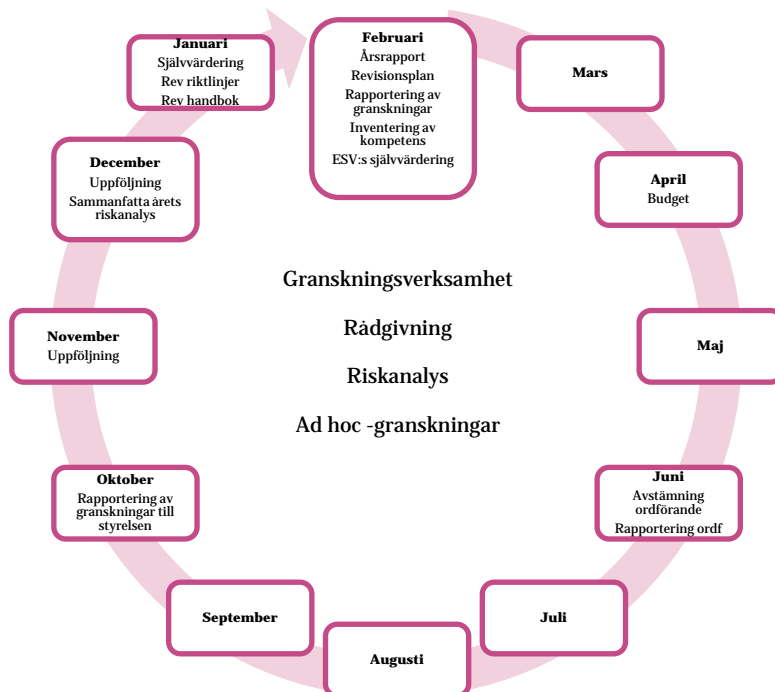 Januari
Självvärdering
Rev riktlinjer
Rev handbok
Februari
Årsrapport
Revisionsplan
Rapportering av
granskningar
Inventering av
kompetens
ESV:s självvärdering
Mars
April
Budget
Maj
Juni
Avstämning
ordförande
Rapportering ordf
Juli
Augusti
September
Oktober
Rapportering av
granskningar till
styrelsen
November
Uppföljning
December
Uppföljning
Sammanfatta årets
riskanalys
Granskningsverksamhet
Rådgivning
Riskanalys
Ad hoc -granskningar